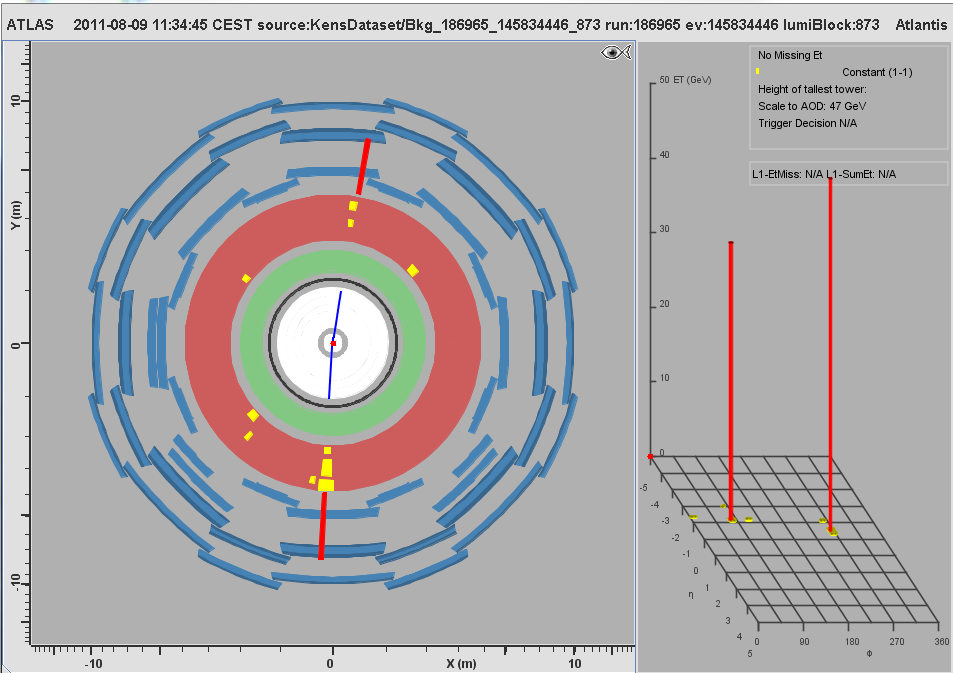 ATLAS 2011-08-09 11:34:45 CEST source:KensDataset/Bkg_186965_145834446_873 run:186965 ev:145834446 lumiBlock:873 Atlantis
No Missing Et
Constant (1-1)
Height of tallest tower:
Scale to AOD: 47 GeV
Trigger Decision N/A
L1-EtMiss: N/A L1-SumEt: N/A
10
Y (m)
0
-10
-10
0
X (m)
10
50 ET (GeV)
40
30
20
10
0
-5
-4
-3
-2
-1
0
η
1
2
3
4
5
0
90
180
270
360
Φ